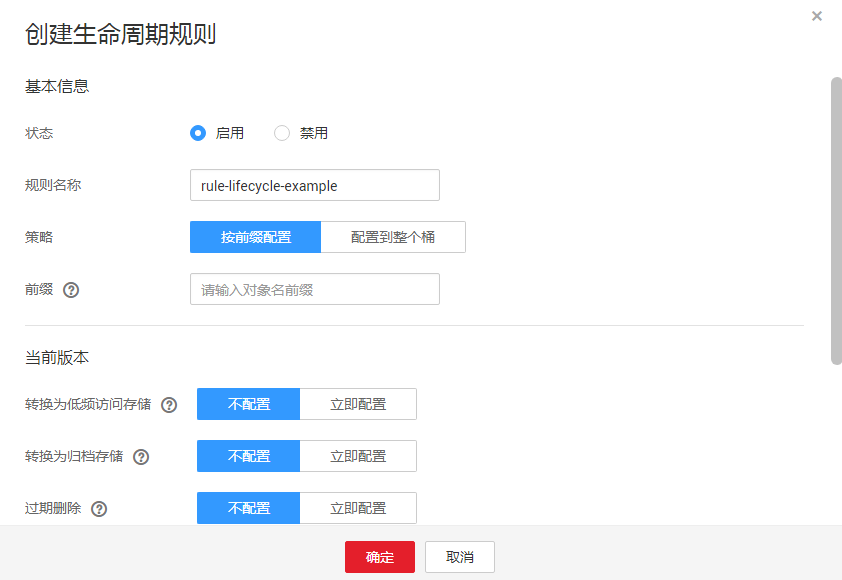 创建生命周期规则
基本信息
状态 启用 禁用
规则名称 rule-lifecycle-example
策略 按前缀配置 配置到整个桶
前缀 ? 请输入对象名前缀
当前版本
转换为低频访问存储 ? 不配置 立即配置
转换为归档存储 ? 不配置 立即配置
过期删除 ? 不配置 立即配置
确定 取消